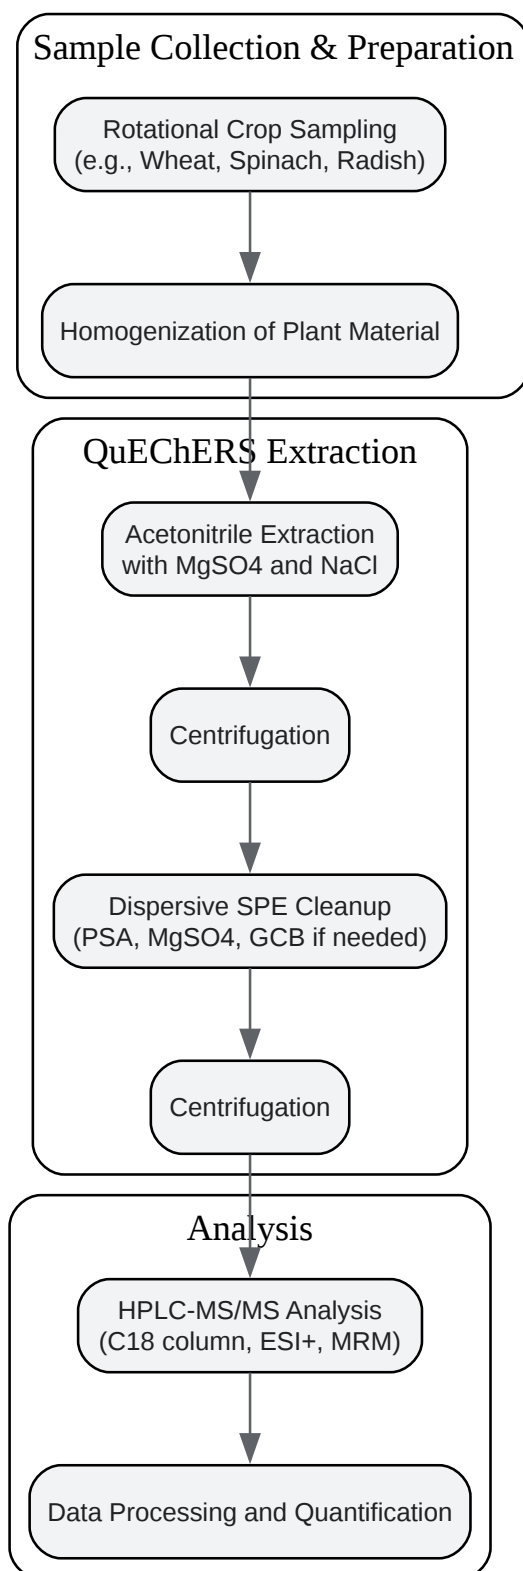 Sample Collection & Preparation
Rotational Crop Sampling
(e.g., Wheat, Spinach, Radish)
Homogenization of Plant Material
QuEChERS Extraction
Acetonitrile Extraction
with MgSO4 and NaCl
Centrifugation
Dispersive SPE Cleanup
(PSA, MgSO4, GCB if needed)
Centrifugation
Analysis
HPLC-MS/MS Analysis
(C18 column, ESI+, MRM)
Data Processing and Quantification